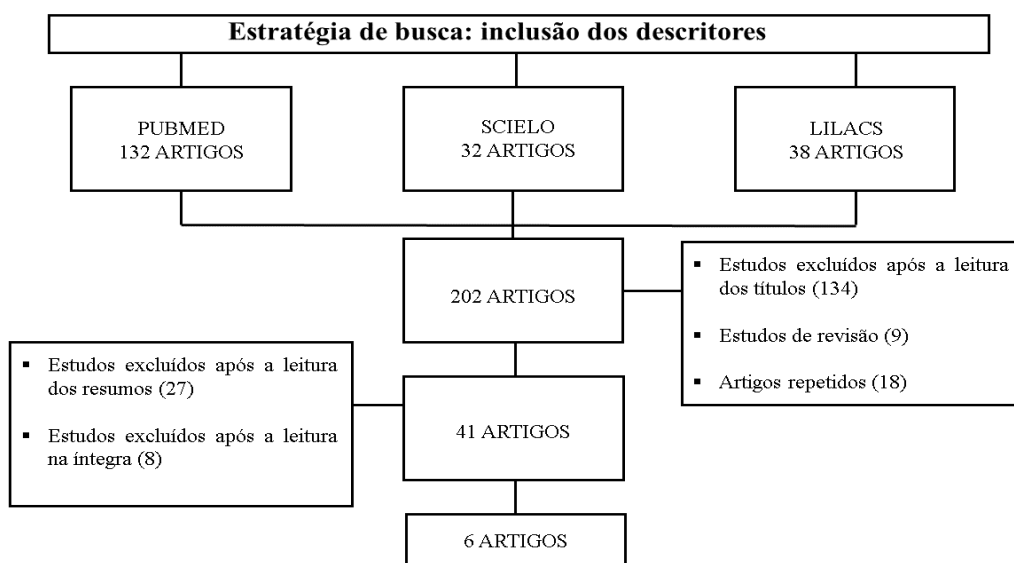 Estratégia de busca: inclusão dos descritores
PUBMED
132 ARTIGOS
SCIELO
32 ARTIGOS
LILACS
38 ARTIGOS
202 ARTIGOS
▪ Estudos excluídos após a leitura
dos títulos (134)
▪ Estudos de revisão (9)
▪ Artigos repetidos (18)
▪ Estudos excluídos após a leitura
dos resumos (27)
▪ Estudos excluídos após a leitura
na íntegra (8)
41 ARTIGOS
6 ARTIGOS